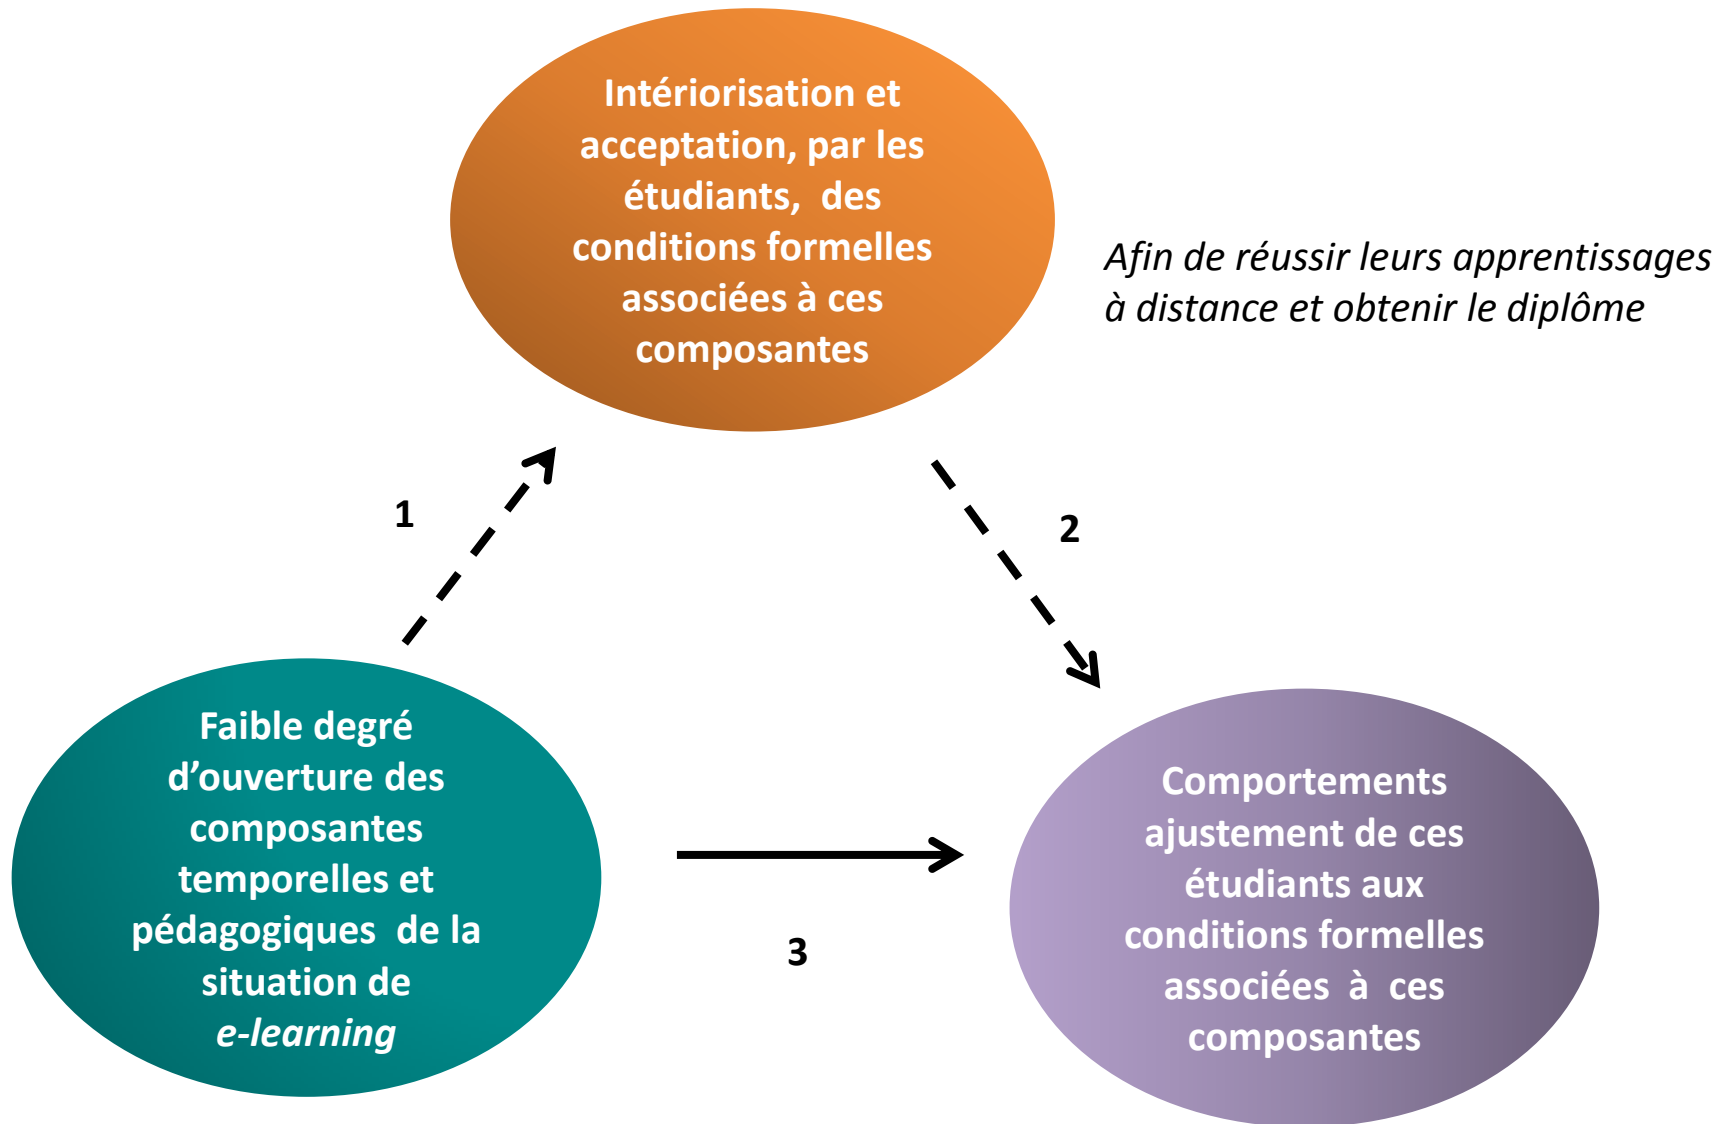 Intériorisation et
acceptation, par les
étudiants, des
conditions formelles
associées à ces
composantes
Afin de réussir leurs apprentissages
à distance et obtenir le diplôme
1
2
Faible degré
d’ouverture des
composantes
temporelles et
pédagogiques de la
situation de
e-learning
3
Comportements
ajustement de ces
étudiants aux
conditions formelles
associées à ces
composantes